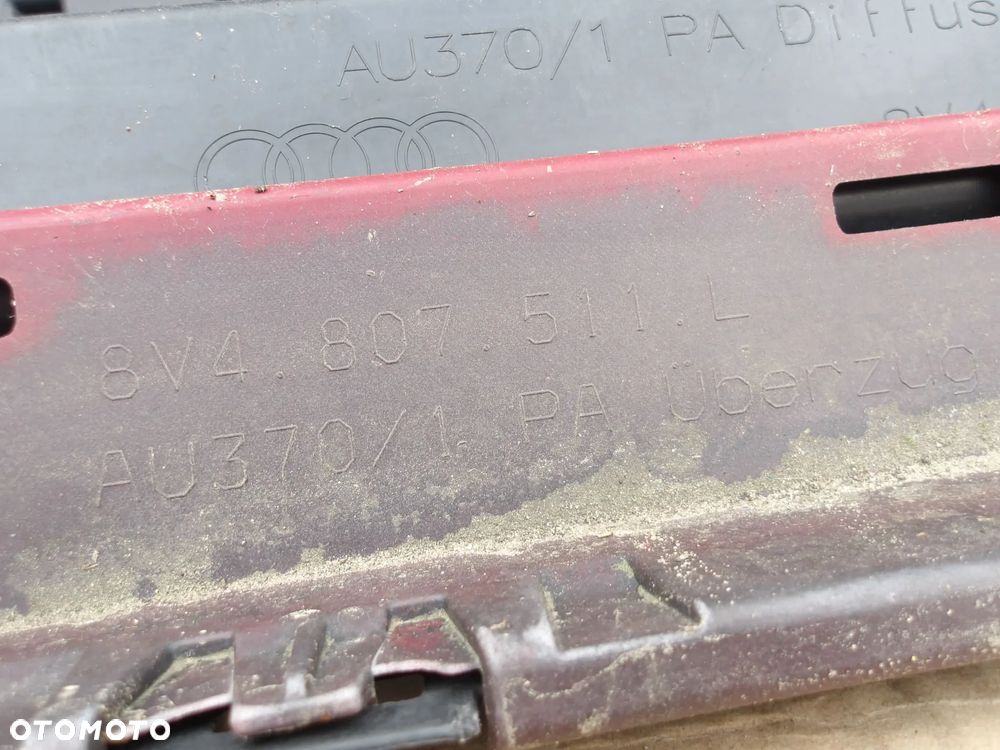 AU370/1 PA Diffus
8V4.807.511.L
AU370/1 PA Überzug
OTOMOTO